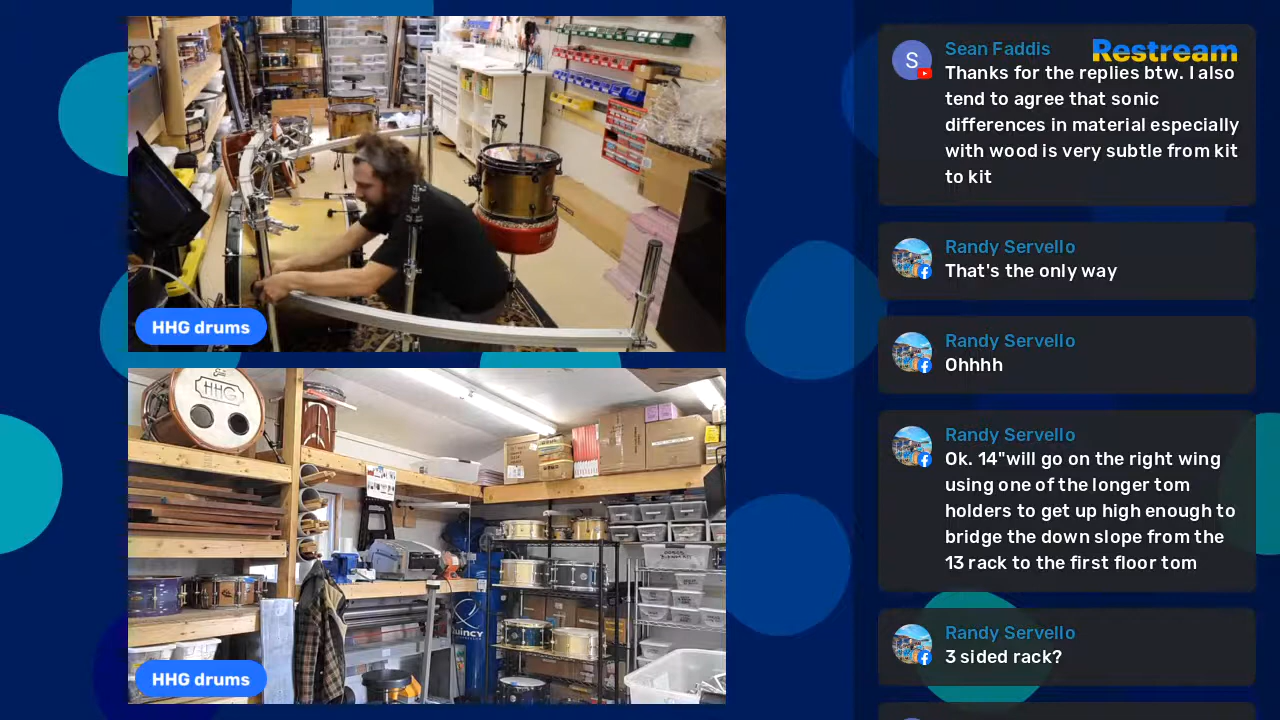 Restream
Sean Faddis
Thanks for the replies btw. I also
tend to agree that sonic
differences in material especially
with wood is very subtle from kit
to kit
Randy Servello
That's the only way
Randy Servello
Ohhhh
Randy Servello
Ok. 14"will go on the right wing
using one of the longer tom
holders to get up high enough to
bridge the down slope from the
13 rack to the first floor tom
Randy Servello
3 sided rack?
HHG drums
HHG
Quincy
HHG drums